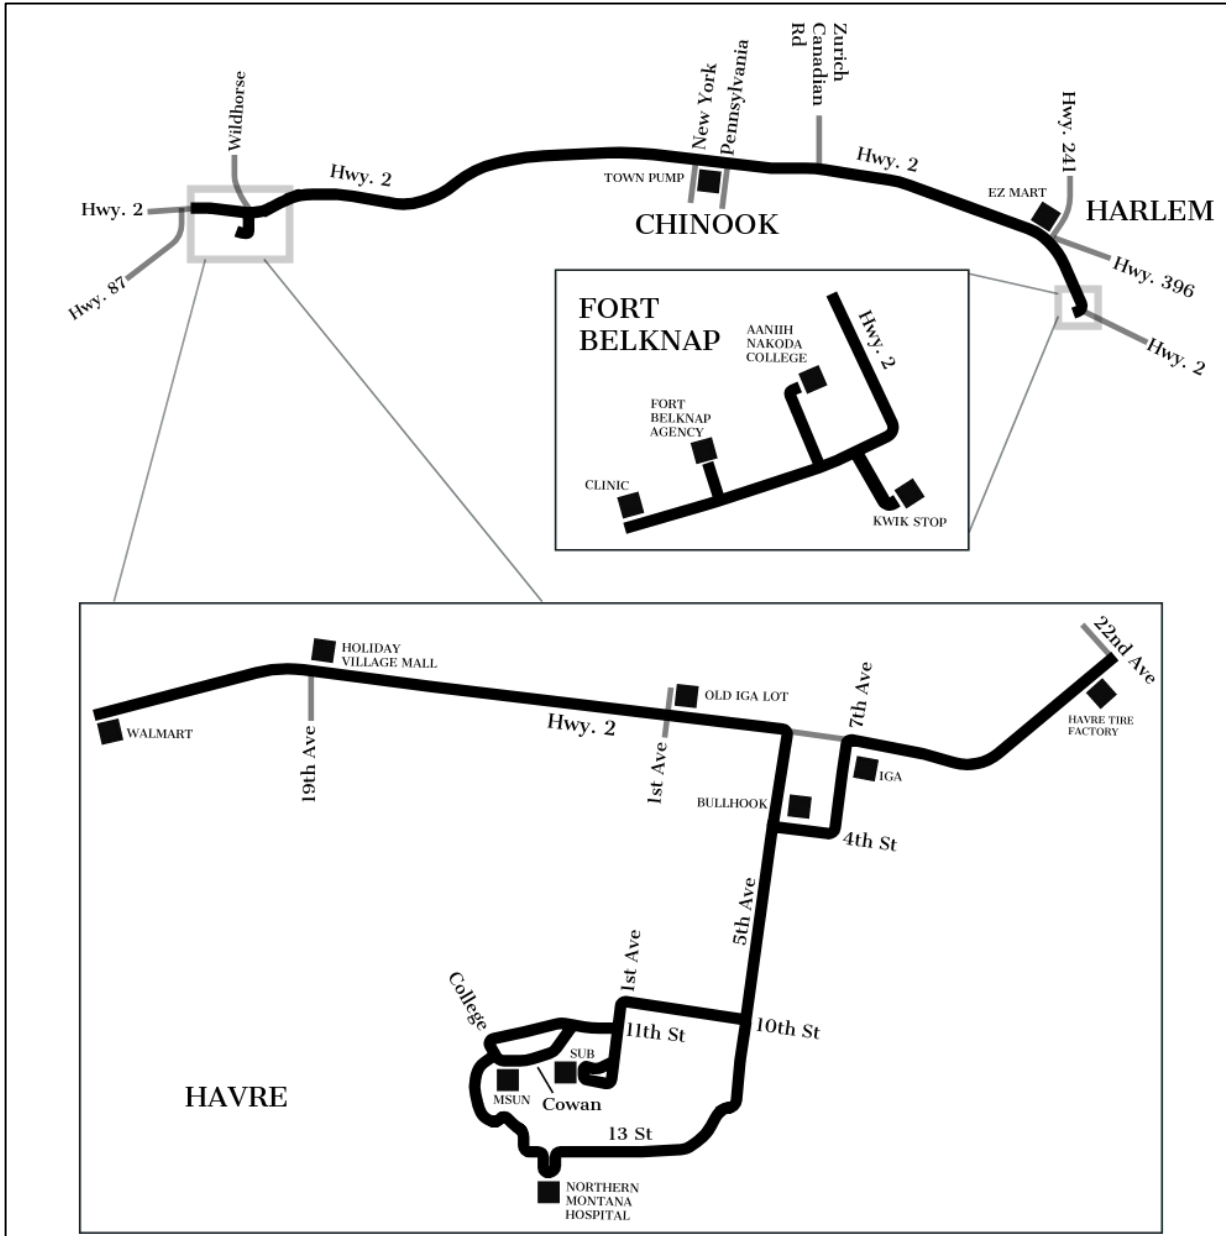 Zurich
Canadian
Rd
New York
Pennsylvania
Wildhorse
Hwy. 241
Hwy. 2
Hwy. 2
TOWN PUMP
EZ MART
Hwy. 2
CHINOOK
HARLEM
Hwy. 87
Hwy. 396
Hwy. 2
FORT
BELKNAP
AANIIH
NAKODA
COLLEGE
Hwy. 2
FORT
BELKNAP
AGENCY
CLINIC
KWIK STOP
HOLIDAY
VILLAGE MALL
22nd Ave
OLD IGA LOT
7th Ave
HAVRE TIRE
FACTORY
WALMART
Hwy. 2
19th Ave
1st Ave
IGA
BULLHOOK
4th St
5th Ave
1st Ave
College
11th St
10th St
SUB
MSUN
Cowan
HAVRE
13 St
NORTHERN
MONTANA
HOSPITAL